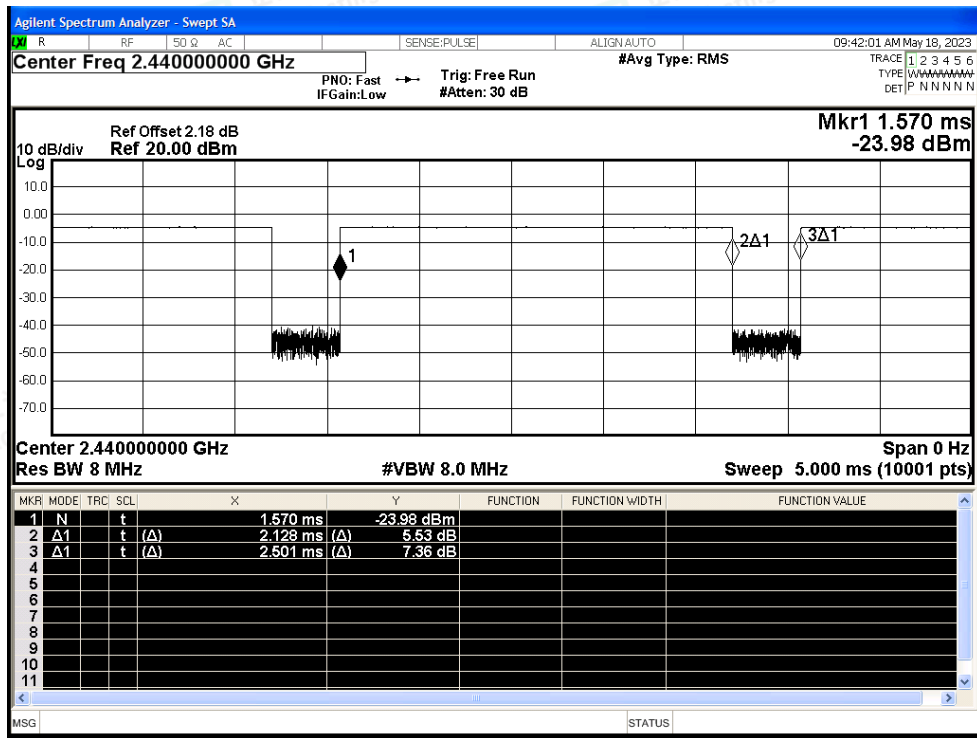 Agilent Spectrum Analyzer - Swept SA
LXI R RF 50 Ω AC SENSE:PULSE ALIGN AUTO 09:42:01 AM May 18, 2023
Center Freq 2.440000000 GHz
#Avg Type: RMS
TRACE 1 2 3 4 5 6
PNO: Fast Trig: Free Run
TYPE W
IFGain:Low #Atten: 30 dB
DET P N N N N N
Mkr1 1.570 ms
-23.98 dBm
Ref Offset 2.18 dB
10 dB/div Ref 20.00 dBm
Log
10.0
0.00
-10.0
-20.0
-30.0
-40.0
-50.0
-60.0
-70.0
1
2Δ1
3Δ1
Center 2.440000000 GHz Span 0 Hz
Res BW 8 MHz #VBW 8.0 MHz Sweep 5.000 ms (10001 pts)
MKR MODE TRC SCL X Y FUNCTION FUNCTION WIDTH FUNCTION VALUE
1 N t 1.570 ms -23.98 dBm
2 Δ1 t (Δ) 2.128 ms (Δ) 5.53 dB
3 Δ1 t (Δ) 2.501 ms (Δ) 7.36 dB
4
5
6
7
8
9
10
11
MSG STATUS